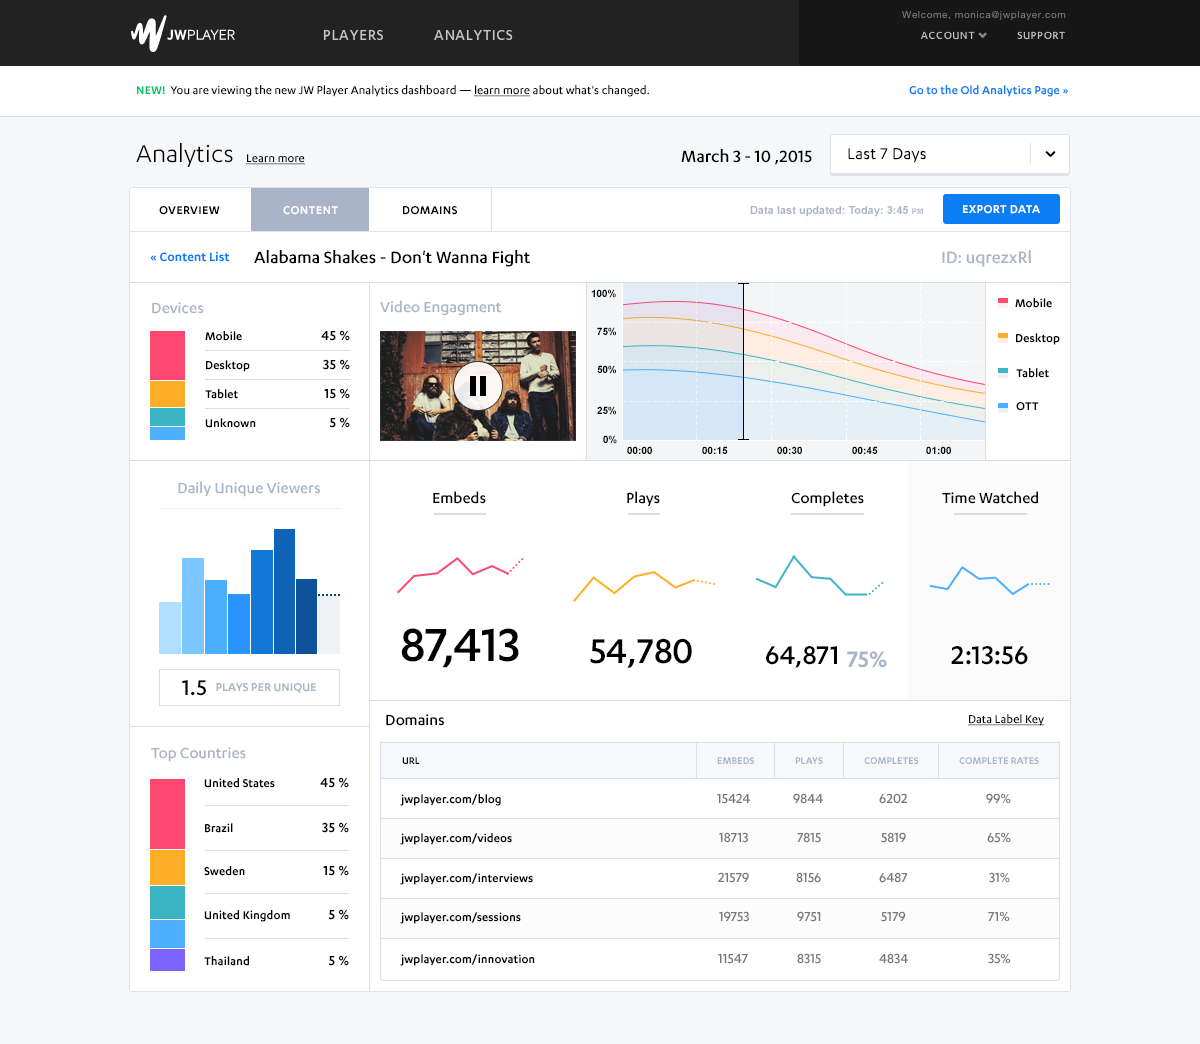 JWPLAYER
PLAYERS
ANALYTICS
Welcome, monica@jwplayer.com
ACCOUNT
SUPPORT
NEW! You are viewing the new JW Player Analytics dashboard — learn more about what's changed.
Go to the Old Analytics Page »
Analytics
Learn more
March 3 - 10 ,2015
Last 7 Days
OVERVIEW
CONTENT
DOMAINS
Data last updated: Today: 3:45 PM
EXPORT DATA
« Content List
Alabama Shakes - Don't Wanna Fight
ID: uqrezxRl
Devices
Mobile 45 %
Desktop 35 %
Tablet 15 %
Unknown 5 %
Video Engagment
100%
75%
50%
25%
0%
00:00 00:15 00:30 00:45 01:00
Mobile
Desktop
Tablet
OTT
Daily Unique Viewers
1.5 PLAYS PER UNIQUE
Embeds
87,413
Plays
54,780
Completes
64,871 75%
Time Watched
2:13:56
Top Countries
United States 45 %
Brazil 35 %
Sweden 15 %
United Kingdom 5 %
Thailand 5 %
Domains
Data Label Key
URL EMBEDS PLAYS COMPLETES COMPLETE RATES
jwplayer.com/blog 15424 9844 6202 99%
jwplayer.com/videos 18713 7815 5819 65%
jwplayer.com/interviews 21579 8156 6487 31%
jwplayer.com/sessions 19753 9751 5179 71%
jwplayer.com/innovation 11547 8315 4834 35%